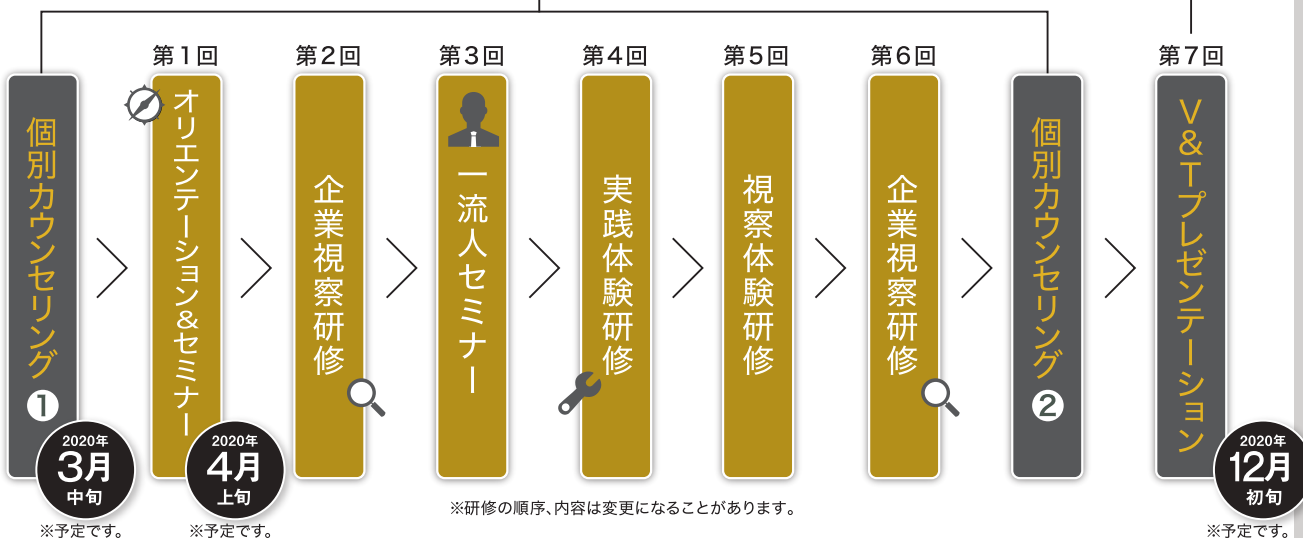 第1回
第2回
第3回
第4回
第5回
第6回
第7回
個別カウンセリング❶
オリエンテーション&セミナー
企業視察研修
一流人セミナー
実践体験研修
視察体験研修
企業視察研修
個別カウンセリング❷
V&Tプレゼンテーション
2020年
3月
中旬
※予定です。
2020年
4月
上旬
※予定です。
※研修の順序、内容は変更になることがあります。
2020年
12月
初旬
※予定です。